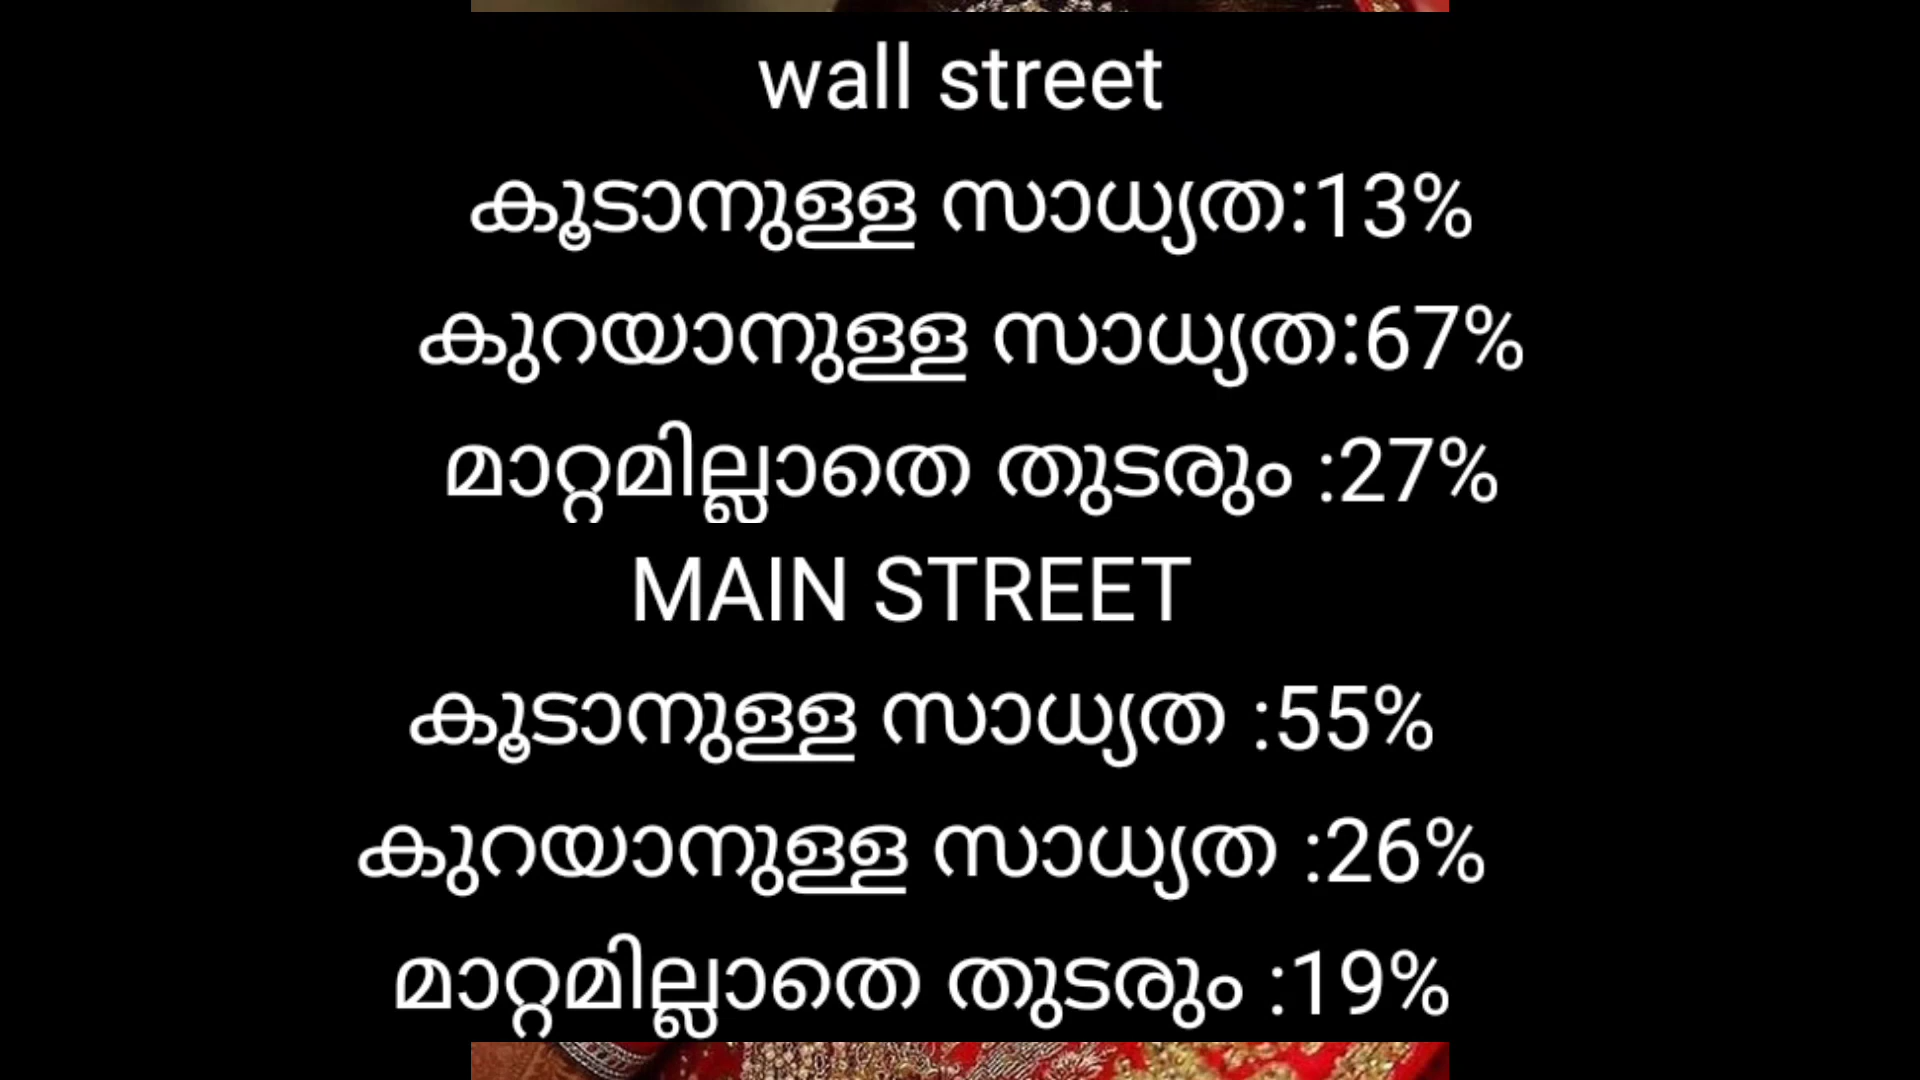 wall street
കൂടാനുള്ള സാധ്യത:13%
കുറയാനുള്ള സാധ്യത:67%
മാറ്റമില്ലാതെ തുടരും :27%
MAIN STREET
കൂടാനുള്ള സാധ്യത :55%
കുറയാനുള്ള സാധ്യത :26%
മാറ്റമില്ലാതെ തുടരും :19%